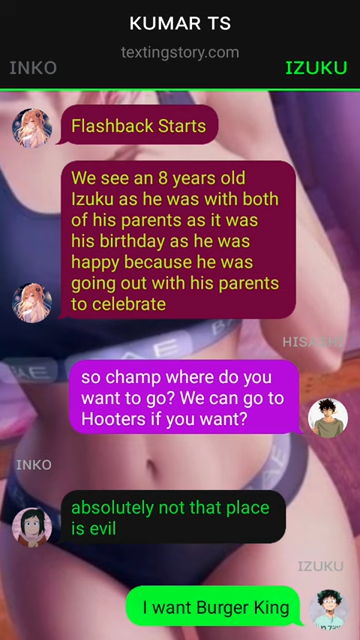 KUMAR TS
textingstory.com
INKO
IZUKU
Flashback Starts
We see an 8 years old
Izuku as he was with both
of his parents as it was
his birthday as he was
happy because he was
going out with his parents
to celebrate
HISASHI
so champ where do you
want to go? We can go to
Hooters if you want?
INKO
absolutely not that place
is evil
IZUKU
I want Burger King